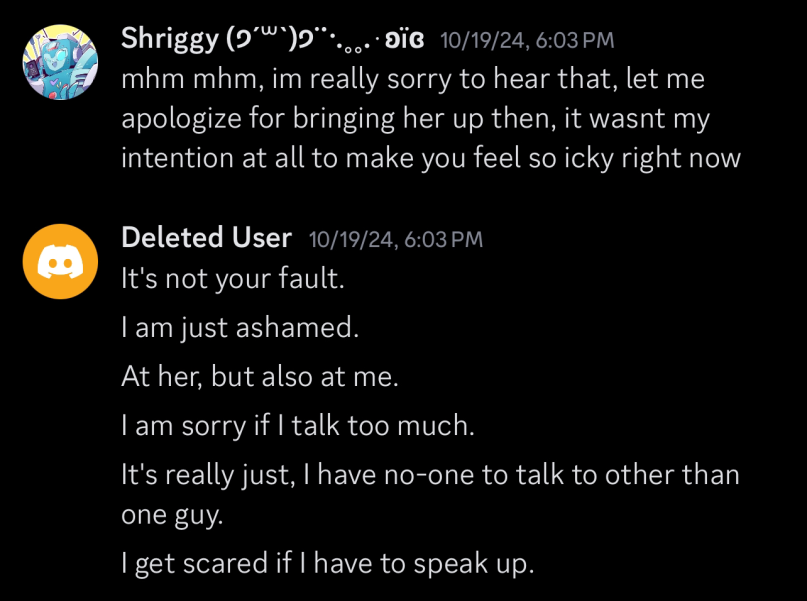 Shriggy (੭´꒳`)੭¨·.˳˳.· ʚïɞ 10/19/24, 6:03 PM
mhm mhm, im really sorry to hear that, let me
apologize for bringing her up then, it wasnt my
intention at all to make you feel so icky right now
Deleted User 10/19/24, 6:03 PM
It's not your fault.
I am just ashamed.
At her, but also at me.
I am sorry if I talk too much.
It's really just, I have no-one to talk to other than
one guy.
I get scared if I have to speak up.